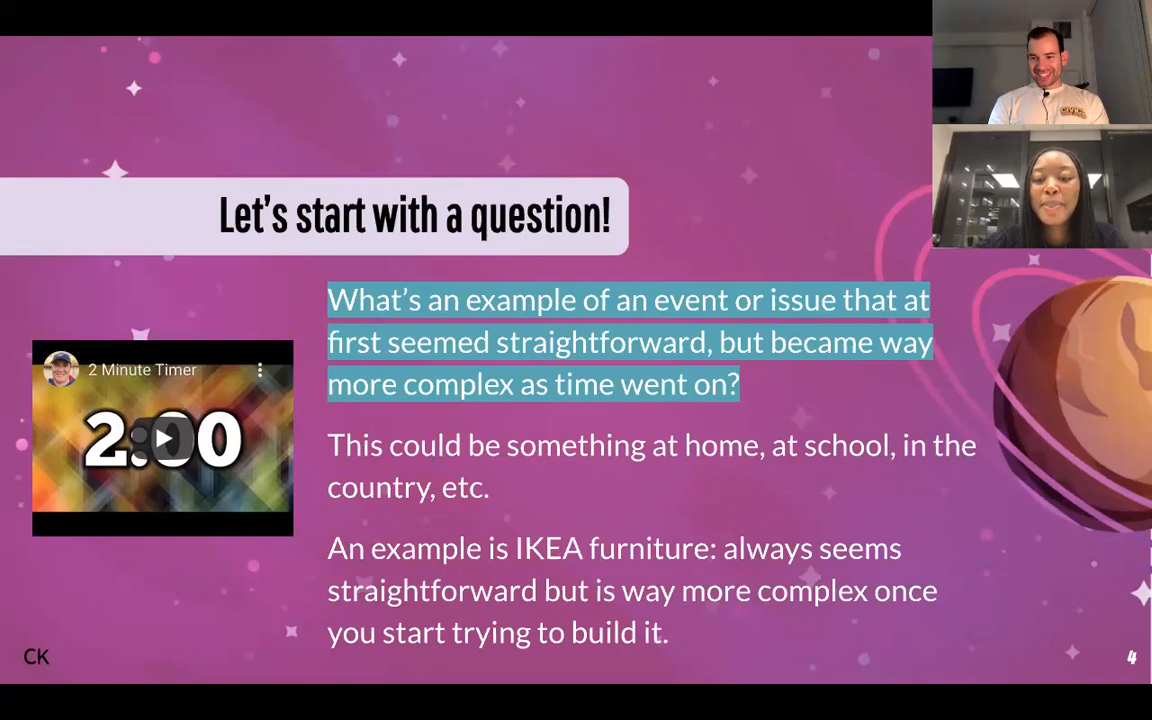 Let's start with a question!
What's an example of an event or issue that at
first seemed straightforward, but became way
more complex as time went on?
2 Minute Timer
2:00
This could be something at home, at school, in the
country, etc.
An example is IKEA furniture: always seems
straightforward but is way more complex once
you start trying to build it.
CK
4